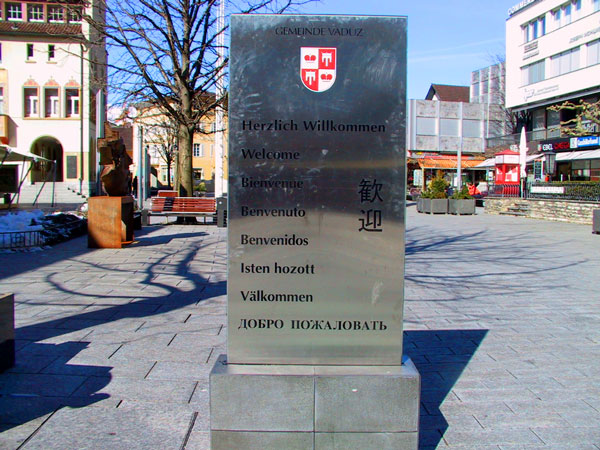 GEMEINDE VADUZ
Herzlich Willkommen
Welcome
Bienvenue
Benvenuto
Benvenidos
Isten hozott
Välkommen
ДОБРО ПОЖАЛОВАТЬ
歓迎